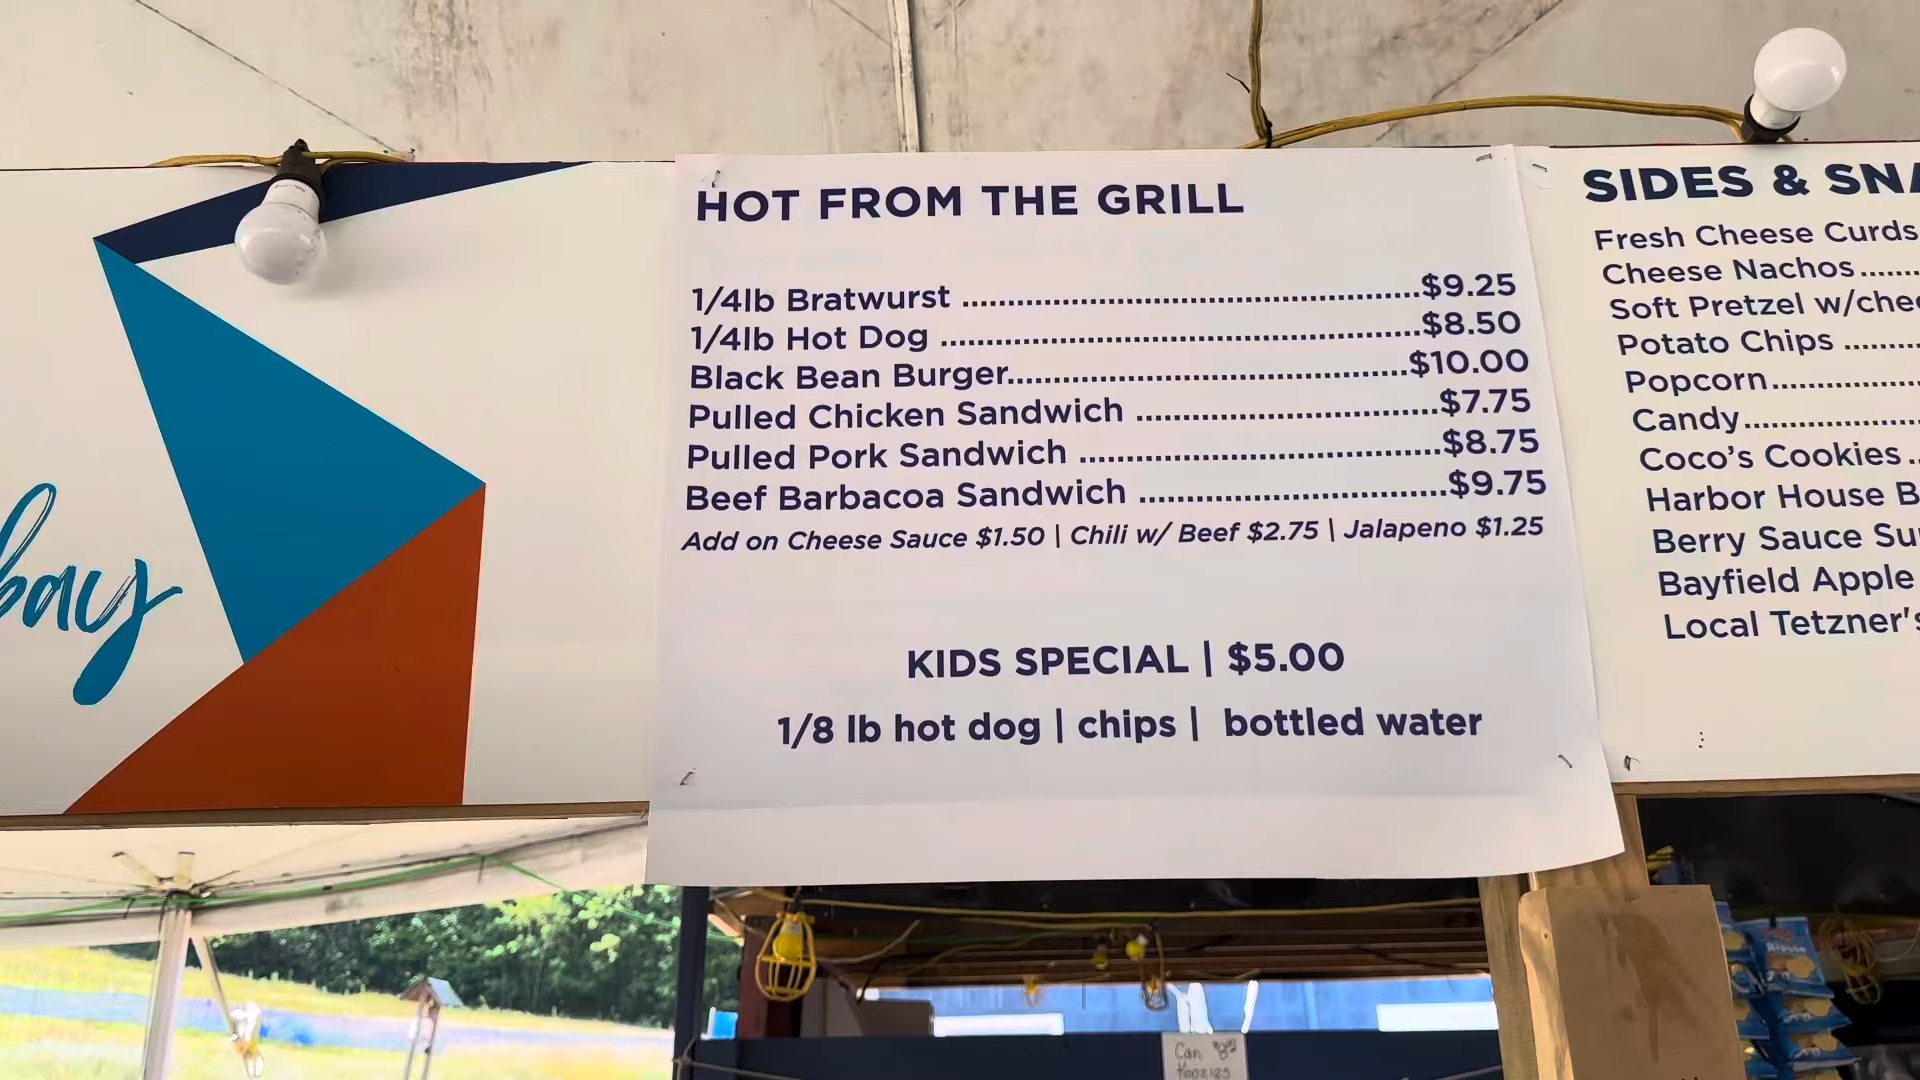 bay
HOT FROM THE GRILL
1/4lb Bratwurst ........ $9.25
1/4lb Hot Dog ........ $8.50
Black Bean Burger........ $10.00
Pulled Chicken Sandwich ........ $7.75
Pulled Pork Sandwich ........ $8.75
Beef Barbacoa Sandwich ........ $9.75
Add on Cheese Sauce $1.50 | Chili w/ Beef $2.75 | Jalapeno $1.25
KIDS SPECIAL | $5.00
1/8 lb hot dog | chips | bottled water
SIDES & SNA
Fresh Cheese Curds
Cheese Nachos........
Soft Pretzel w/chee
Potato Chips ........
Popcorn........
Candy........
Coco's Cookies..
Harbor House B
Berry Sauce Su
Bayfield Apple
Local Tetzner's
Can